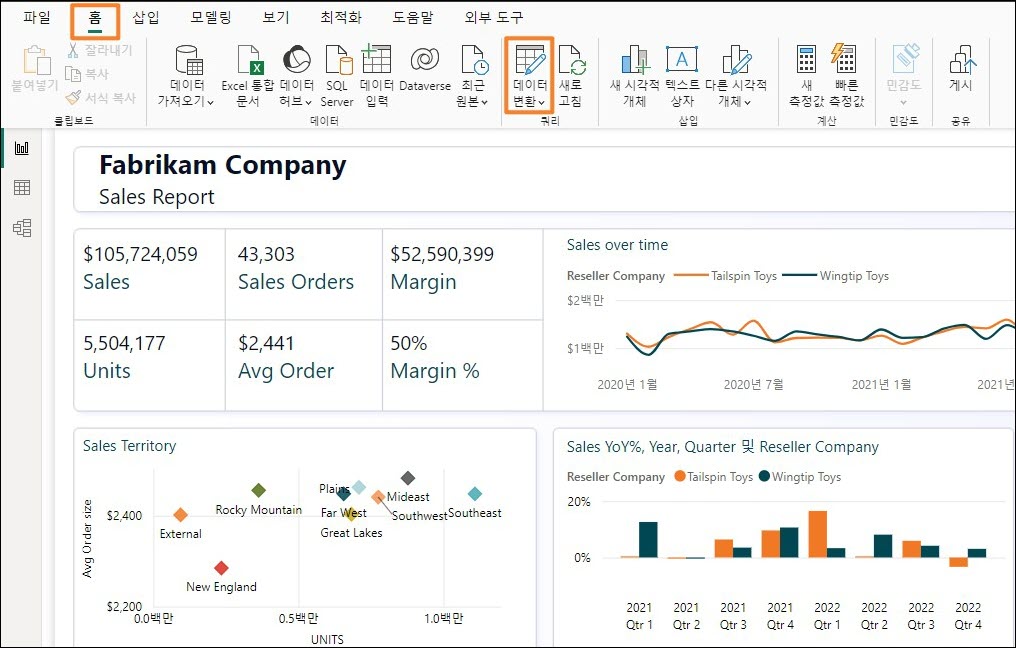 파일 홈 삽입 모델링 보기 최적화 도움말 외부 도구
붙여넣기
잘라내기
복사
서식 복사
클립보드
데이터
가져오기
Excel 통합
문서
데이터
허브
SQL
Server
데이터
입력
Dataverse
최근
원본
데이터
데이터
변환
새로
고침
쿼리
새 시각적
개체
A
텍스트
상자
다른 시각적
개체
삽입
새
측정값
빠른
측정값
계산
민감도
민감도
게시
공유
Fabrikam Company
Sales Report
$105,724,059
Sales
43,303
Sales Orders
$52,590,399
Margin
5,504,177
Units
$2,441
Avg Order
50%
Margin %
Sales over time
Reseller Company Tailspin Toys Wingtip Toys
$2백만
$1백만
2020년 1월 2020년 7월 2021년 1월 2021년
Sales Territory
Avg Order size
$2,400
$2,200
External
Rocky Mountain
New England
Plains
Far West
Great Lakes
Mideast
Southwest
Southeast
0.0백만 0.5백만 1.0백만
UNITS
Sales YoY%, Year, Quarter 및 Reseller Company
Reseller Company Tailspin Toys Wingtip Toys
20%
0%
2021 2021 2021 2021 2022 2022 2022 2022
Qtr 1 Qtr 2 Qtr 3 Qtr 4 Qtr 1 Qtr 2 Qtr 3 Qtr 4